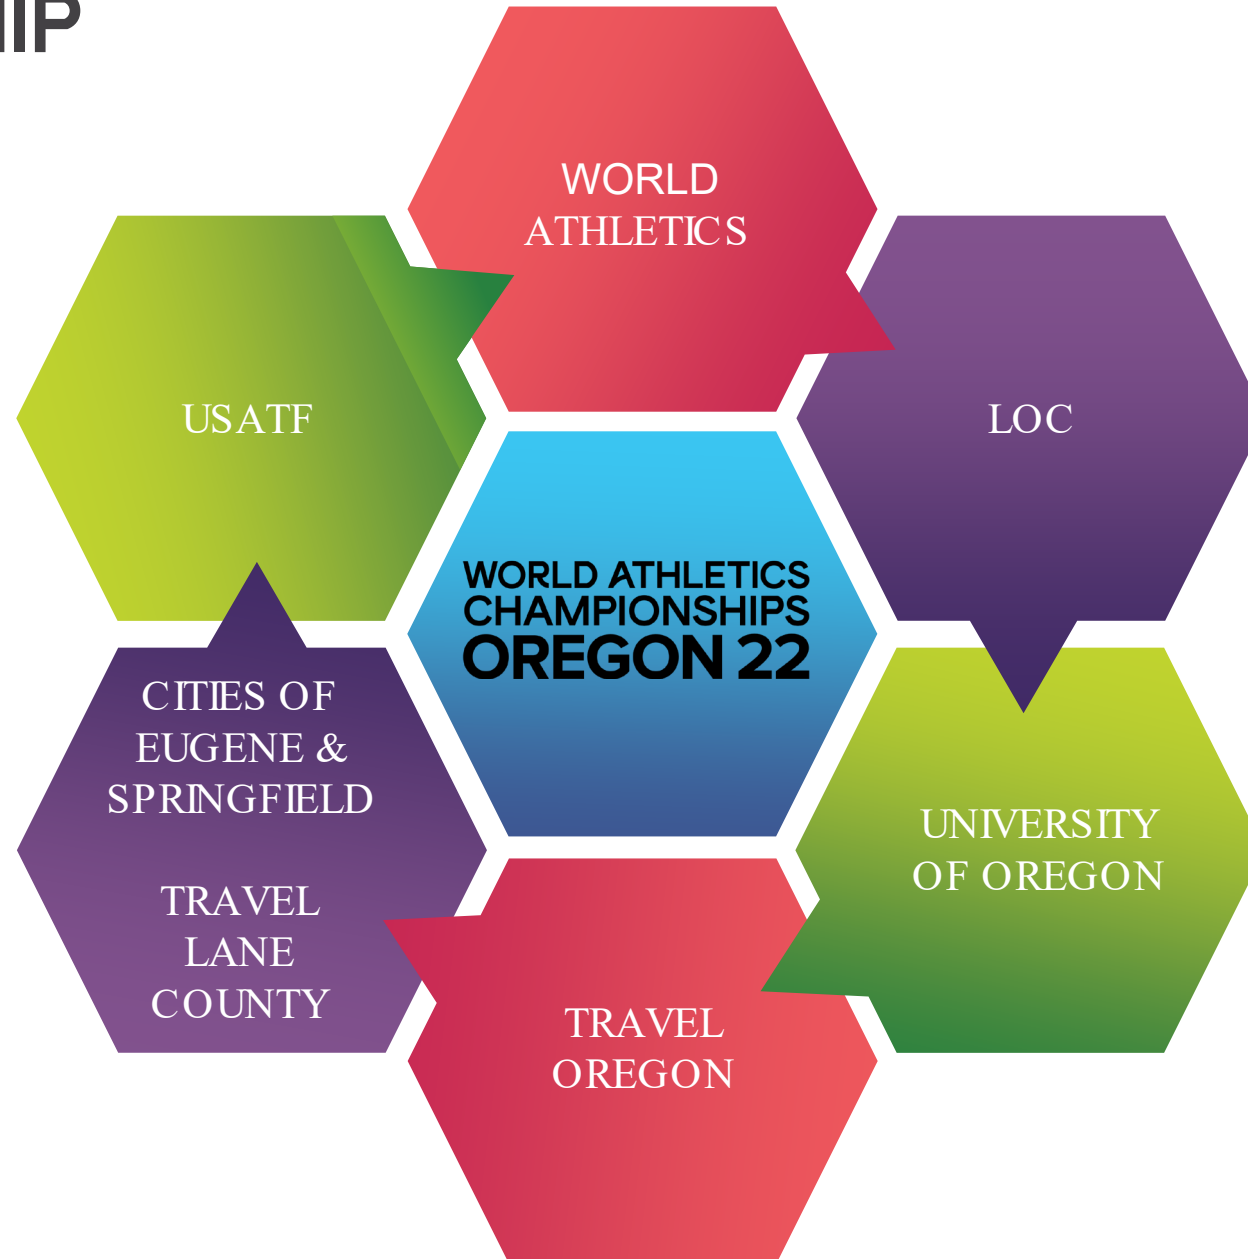 WORLD
ATHLETICS
USATF
LOC
WORLD ATHLETICS
CHAMPIONSHIPS
OREGON 22
CITIES OF
EUGENE &
SPRINGFIELD
TRAVEL
LANE
COUNTY
UNIVERSITY
OF OREGON
TRAVEL
OREGON